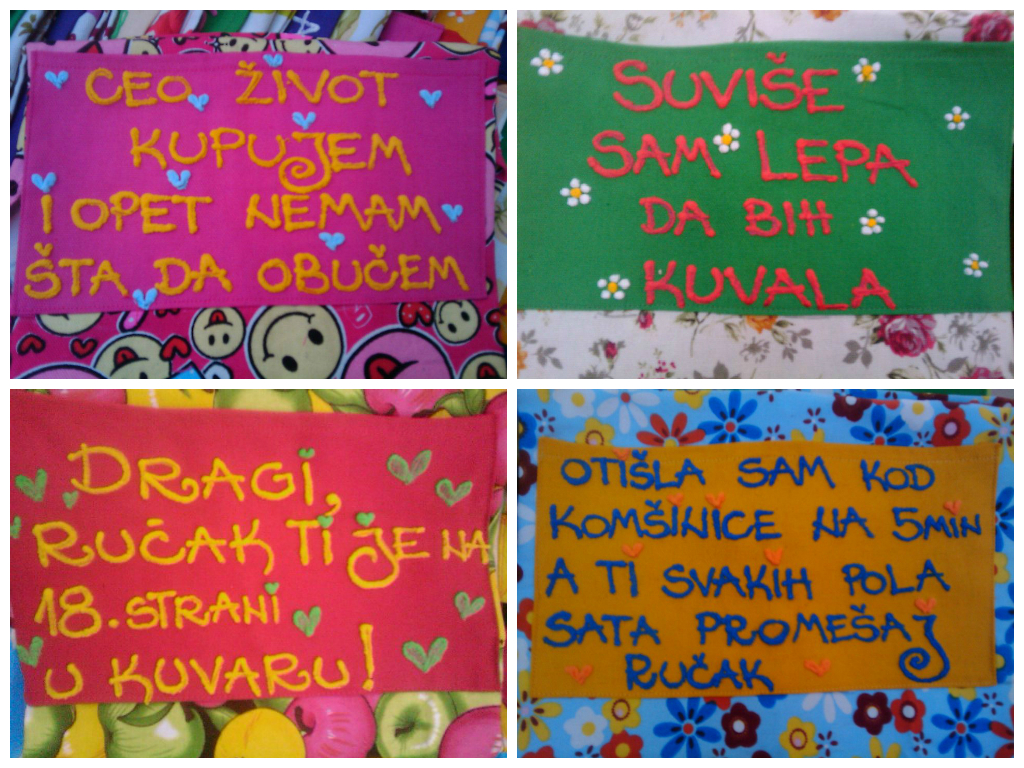 CEO ŽIVOT
KUPUJEM
I OPET NEMAM
ŠTA DA OBUČEM
SUVIŠE
SAM LEPA
DA BIH
KUVALA
DRAGI,
RUČAK TI JE NA
18. STRANI
U KUVARU!
OTIŠLA SAM KOD
KOMŠINICE NA 5MIN
A TI SVAKIH POLA
SATA PROMEŠAJ
RUČAK